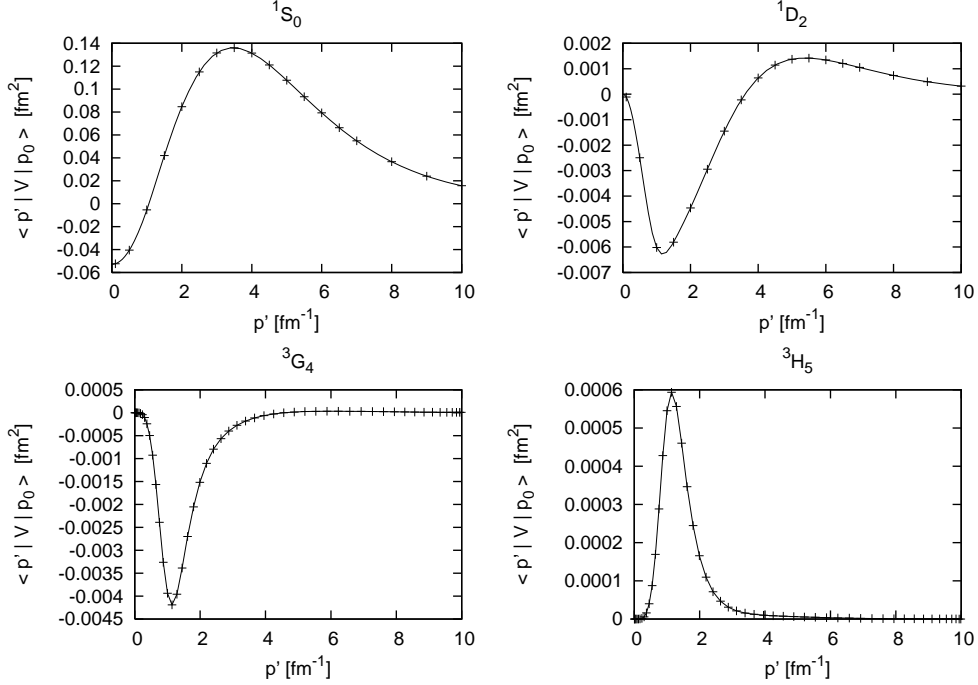 ¹S₀
0.14
0.12
0.1
0.08
0.06
0.04
0.02
0
-0.02
-0.04
-0.06
< p' | V | p₀ > [fm²]
0 2 4 6 8 10
p' [fm⁻¹]
¹D₂
0.002
0.001
0
-0.001
-0.002
-0.003
-0.004
-0.005
-0.006
-0.007
< p' | V | p₀ > [fm²]
0 2 4 6 8 10
p' [fm⁻¹]
³G₄
0.0005
0
-0.0005
-0.001
-0.0015
-0.002
-0.0025
-0.003
-0.0035
-0.004
-0.0045
< p' | V | p₀ > [fm²]
0 2 4 6 8 10
p' [fm⁻¹]
³H₅
0.0006
0.0005
0.0004
0.0003
0.0002
0.0001
0
< p' | V | p₀ > [fm²]
0 2 4 6 8 10
p' [fm⁻¹]